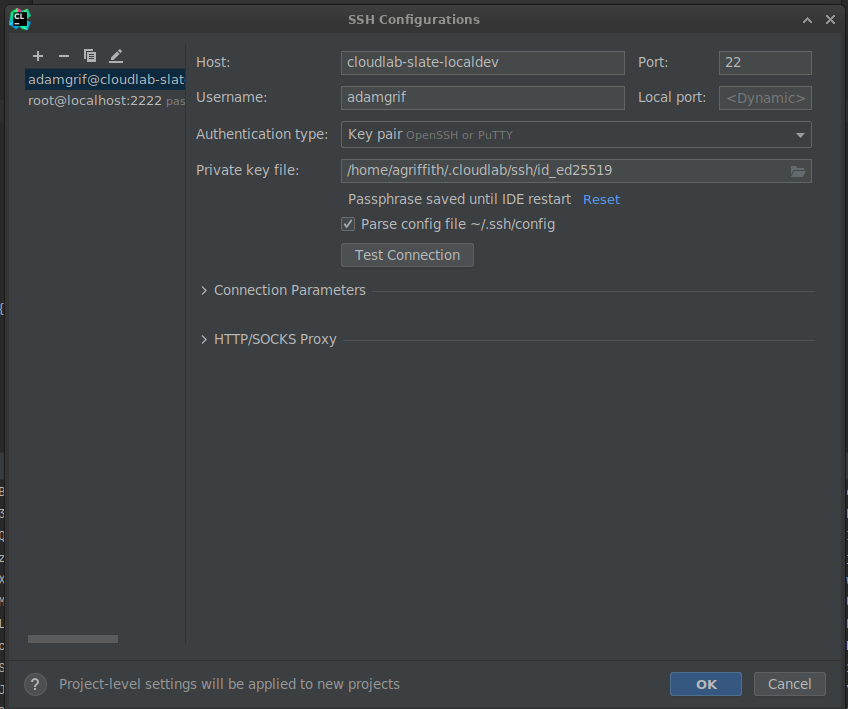 CL
SSH Configurations
adamgrif@cloudlab-slat
root@localhost:2222 pas
Host: cloudlab-slate-localdev Port: 22
Username: adamgrif Local port: <Dynamic>
Authentication type: Key pair OpenSSH or PuTTY
Private key file: /home/agriffith/.cloudlab/ssh/id_ed25519
Passphrase saved until IDE restart Reset
Parse config file ~/.ssh/config
Test Connection
Connection Parameters
HTTP/SOCKS Proxy
? Project-level settings will be applied to new projects OK Cancel